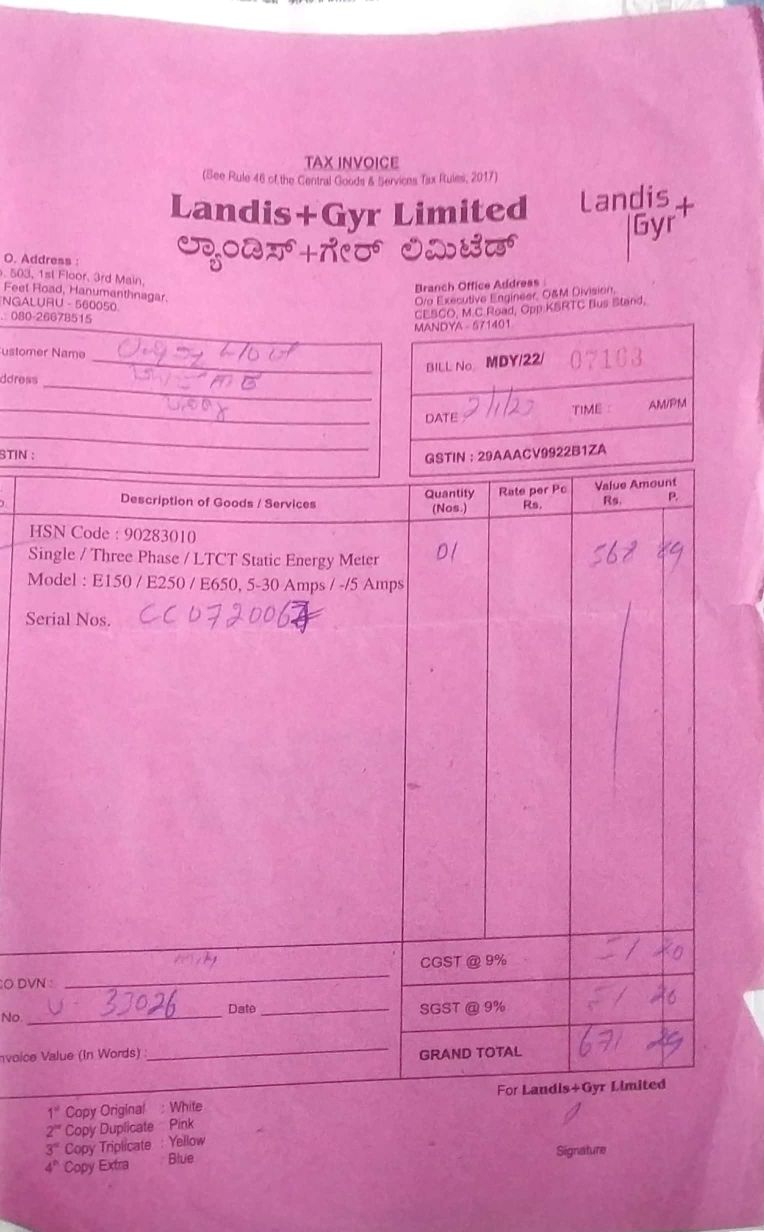 TAX INVOICE
(See Rule 46 of the Central Goods & Services Tax Rules, 2017)
Landis+Gyr Limited
ಲ್ಯಾಂಡಿಸ್+ಗೇರ್ ಲಿಮಿಟೆಡ್
Landis+
Gyr
O. Address :
503, 1st Floor, 3rd Main,
Feet Road, Hanumanthnagar,
NGALURU - 560050.
: 080-26678515
Branch Office Address :
O/o Executive Engineer, O&M Division,
CESCO, M.C.Road, Opp.KSRTC Bus Stand,
MANDYA - 571401
ustomer Name
ddress
STIN :
BILL No. MDY/22/ 07163
DATE : TIME : AM/PM
GSTIN : 29AAACV9922B1ZA
Description of Goods / Services Quantity (Nos.) Rate per Pc Rs. Value Amount Rs. P.
HSN Code : 90283010
Single / Three Phase / LTCT Static Energy Meter 01 568 89
Model : E150 / E250 / E650, 5-30 Amps / -/5 Amps
Serial Nos.
O DVN :
CGST @ 9% 51 20
No. 33026 Date
SGST @ 9% 51 20
nvoice Value (In Words) :
GRAND TOTAL 671 29
For Landis+Gyr Limited
1st Copy Original : White
2nd Copy Duplicate : Pink
3rd Copy Triplicate : Yellow
4th Copy Extra : Blue
Signature